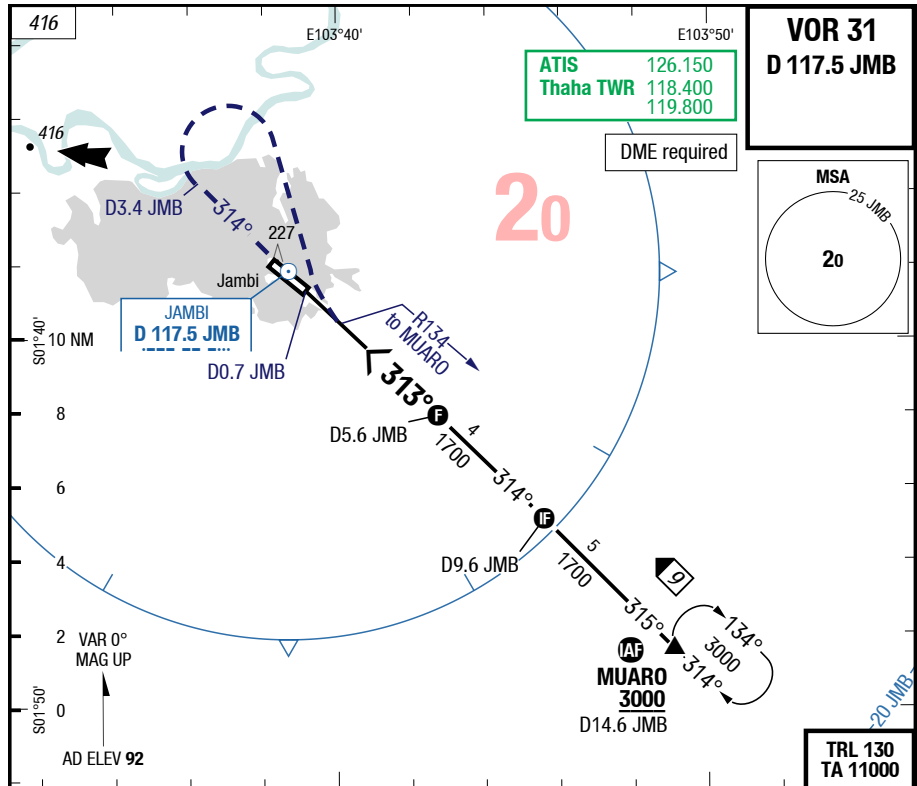 416
E103°40'
E103°50'
VOR 31
D 117.5 JMB
ATIS 126.150
Thaha TWR 118.400
119.800
DME required
MSA
25 JMB
20
20
416
D3.4 JMB
314°
227
Jambi
JAMBI
D 117.5 JMB
D0.7 JMB
R134
to MUARO
S01°40'
10 NM
313°
F
D5.6 JMB
4
1700
314°
8
6
IF
D9.6 JMB
5
1700
9
4
315°
134°
3000
314°
IAF
MUARO
3000
D14.6 JMB
2
VAR 0°
MAG UP
S01°50'
0
AD ELEV 92
20 JMB
TRL 130
TA 11000